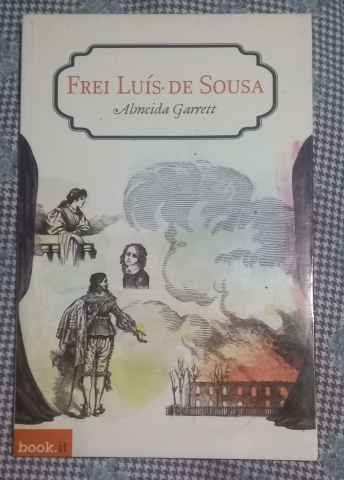 FREI LUÍS·DE SOUSA
Almeida Garrett
book.it